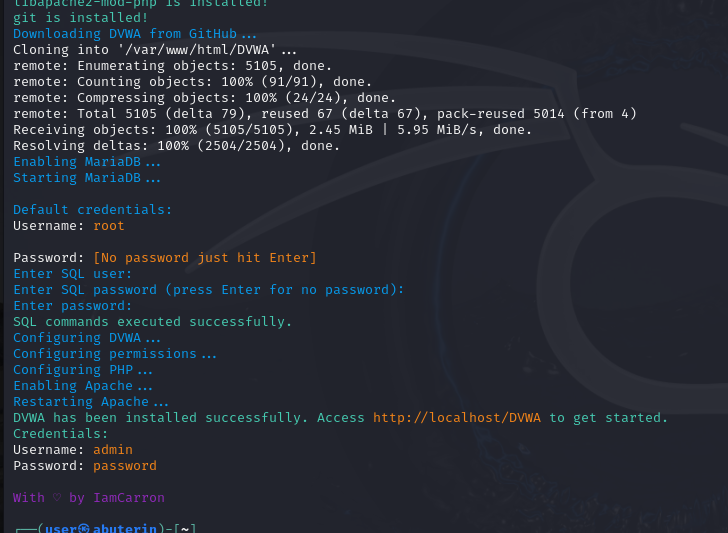 libapache2-mod-php is installed!
git is installed!
Downloading DVWA from GitHub...
Cloning into '/var/www/html/DVWA'...
remote: Enumerating objects: 5105, done.
remote: Counting objects: 100% (91/91), done.
remote: Compressing objects: 100% (24/24), done.
remote: Total 5105 (delta 79), reused 67 (delta 67), pack-reused 5014 (from 4)
Receiving objects: 100% (5105/5105), 2.45 MiB | 5.95 MiB/s, done.
Resolving deltas: 100% (2504/2504), done.
Enabling MariaDB...
Starting MariaDB...
Default credentials:
Username: root
Password: [No password just hit Enter]
Enter SQL user:
Enter SQL password (press Enter for no password):
Enter password:
SQL commands executed successfully.
Configuring DVWA...
Configuring permissions...
Configuring PHP...
Enabling Apache...
Restarting Apache...
DVWA has been installed successfully. Access http://localhost/DVWA to get started.
Credentials:
Username: admin
Password: password
With ♡ by IamCarron
┌──(user㉿abuterin)-[~]